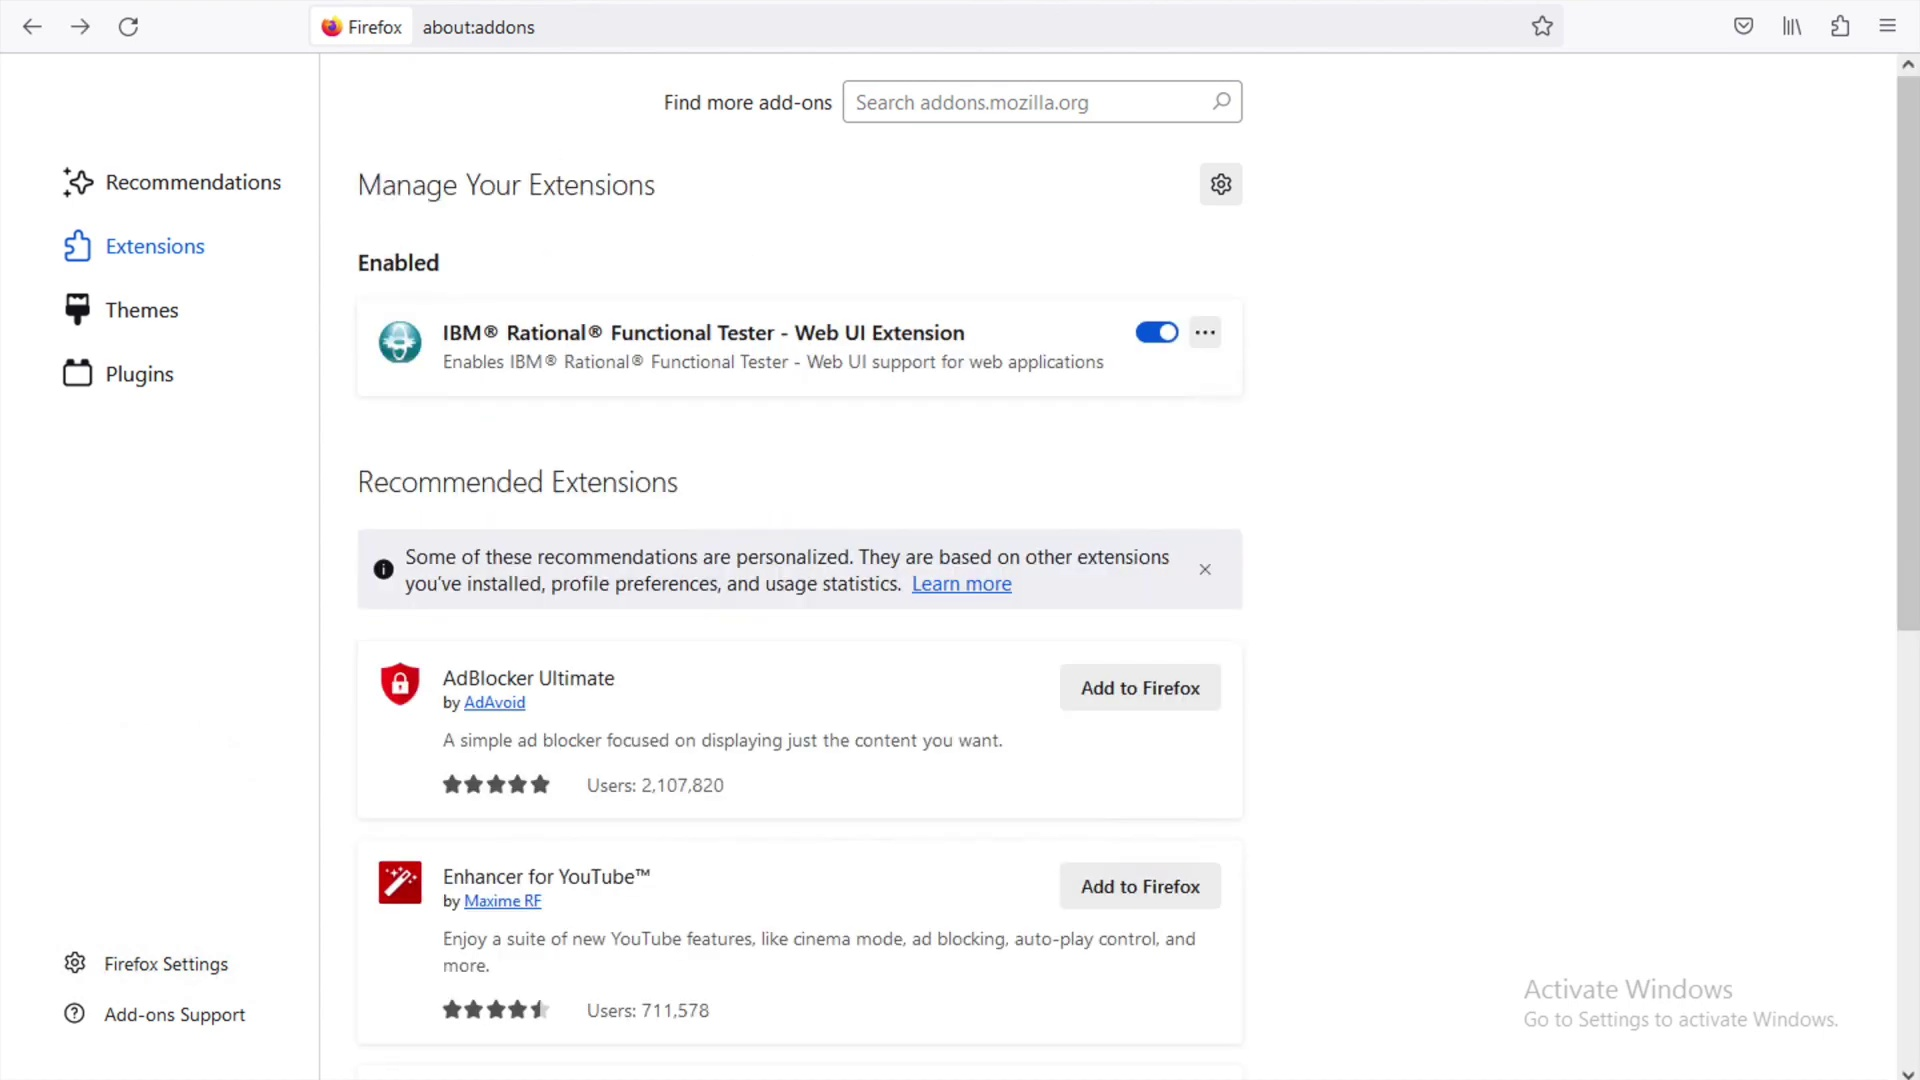 Firefox about:addons
Find more add-ons Search addons.mozilla.org
Recommendations
Extensions
Themes
Plugins
Manage Your Extensions
Enabled
IBM® Rational® Functional Tester - Web UI Extension
Enables IBM® Rational® Functional Tester - Web UI support for web applications
Recommended Extensions
Some of these recommendations are personalized. They are based on other extensions
you've installed, profile preferences, and usage statistics. Learn more
AdBlocker Ultimate
by AdAvoid
Add to Firefox
A simple ad blocker focused on displaying just the content you want.
Users: 2,107,820
Enhancer for YouTube™
by Maxime RF
Add to Firefox
Enjoy a suite of new YouTube features, like cinema mode, ad blocking, auto-play control, and
more.
Users: 711,578
Firefox Settings
Add-ons Support
Activate Windows
Go to Settings to activate Windows.